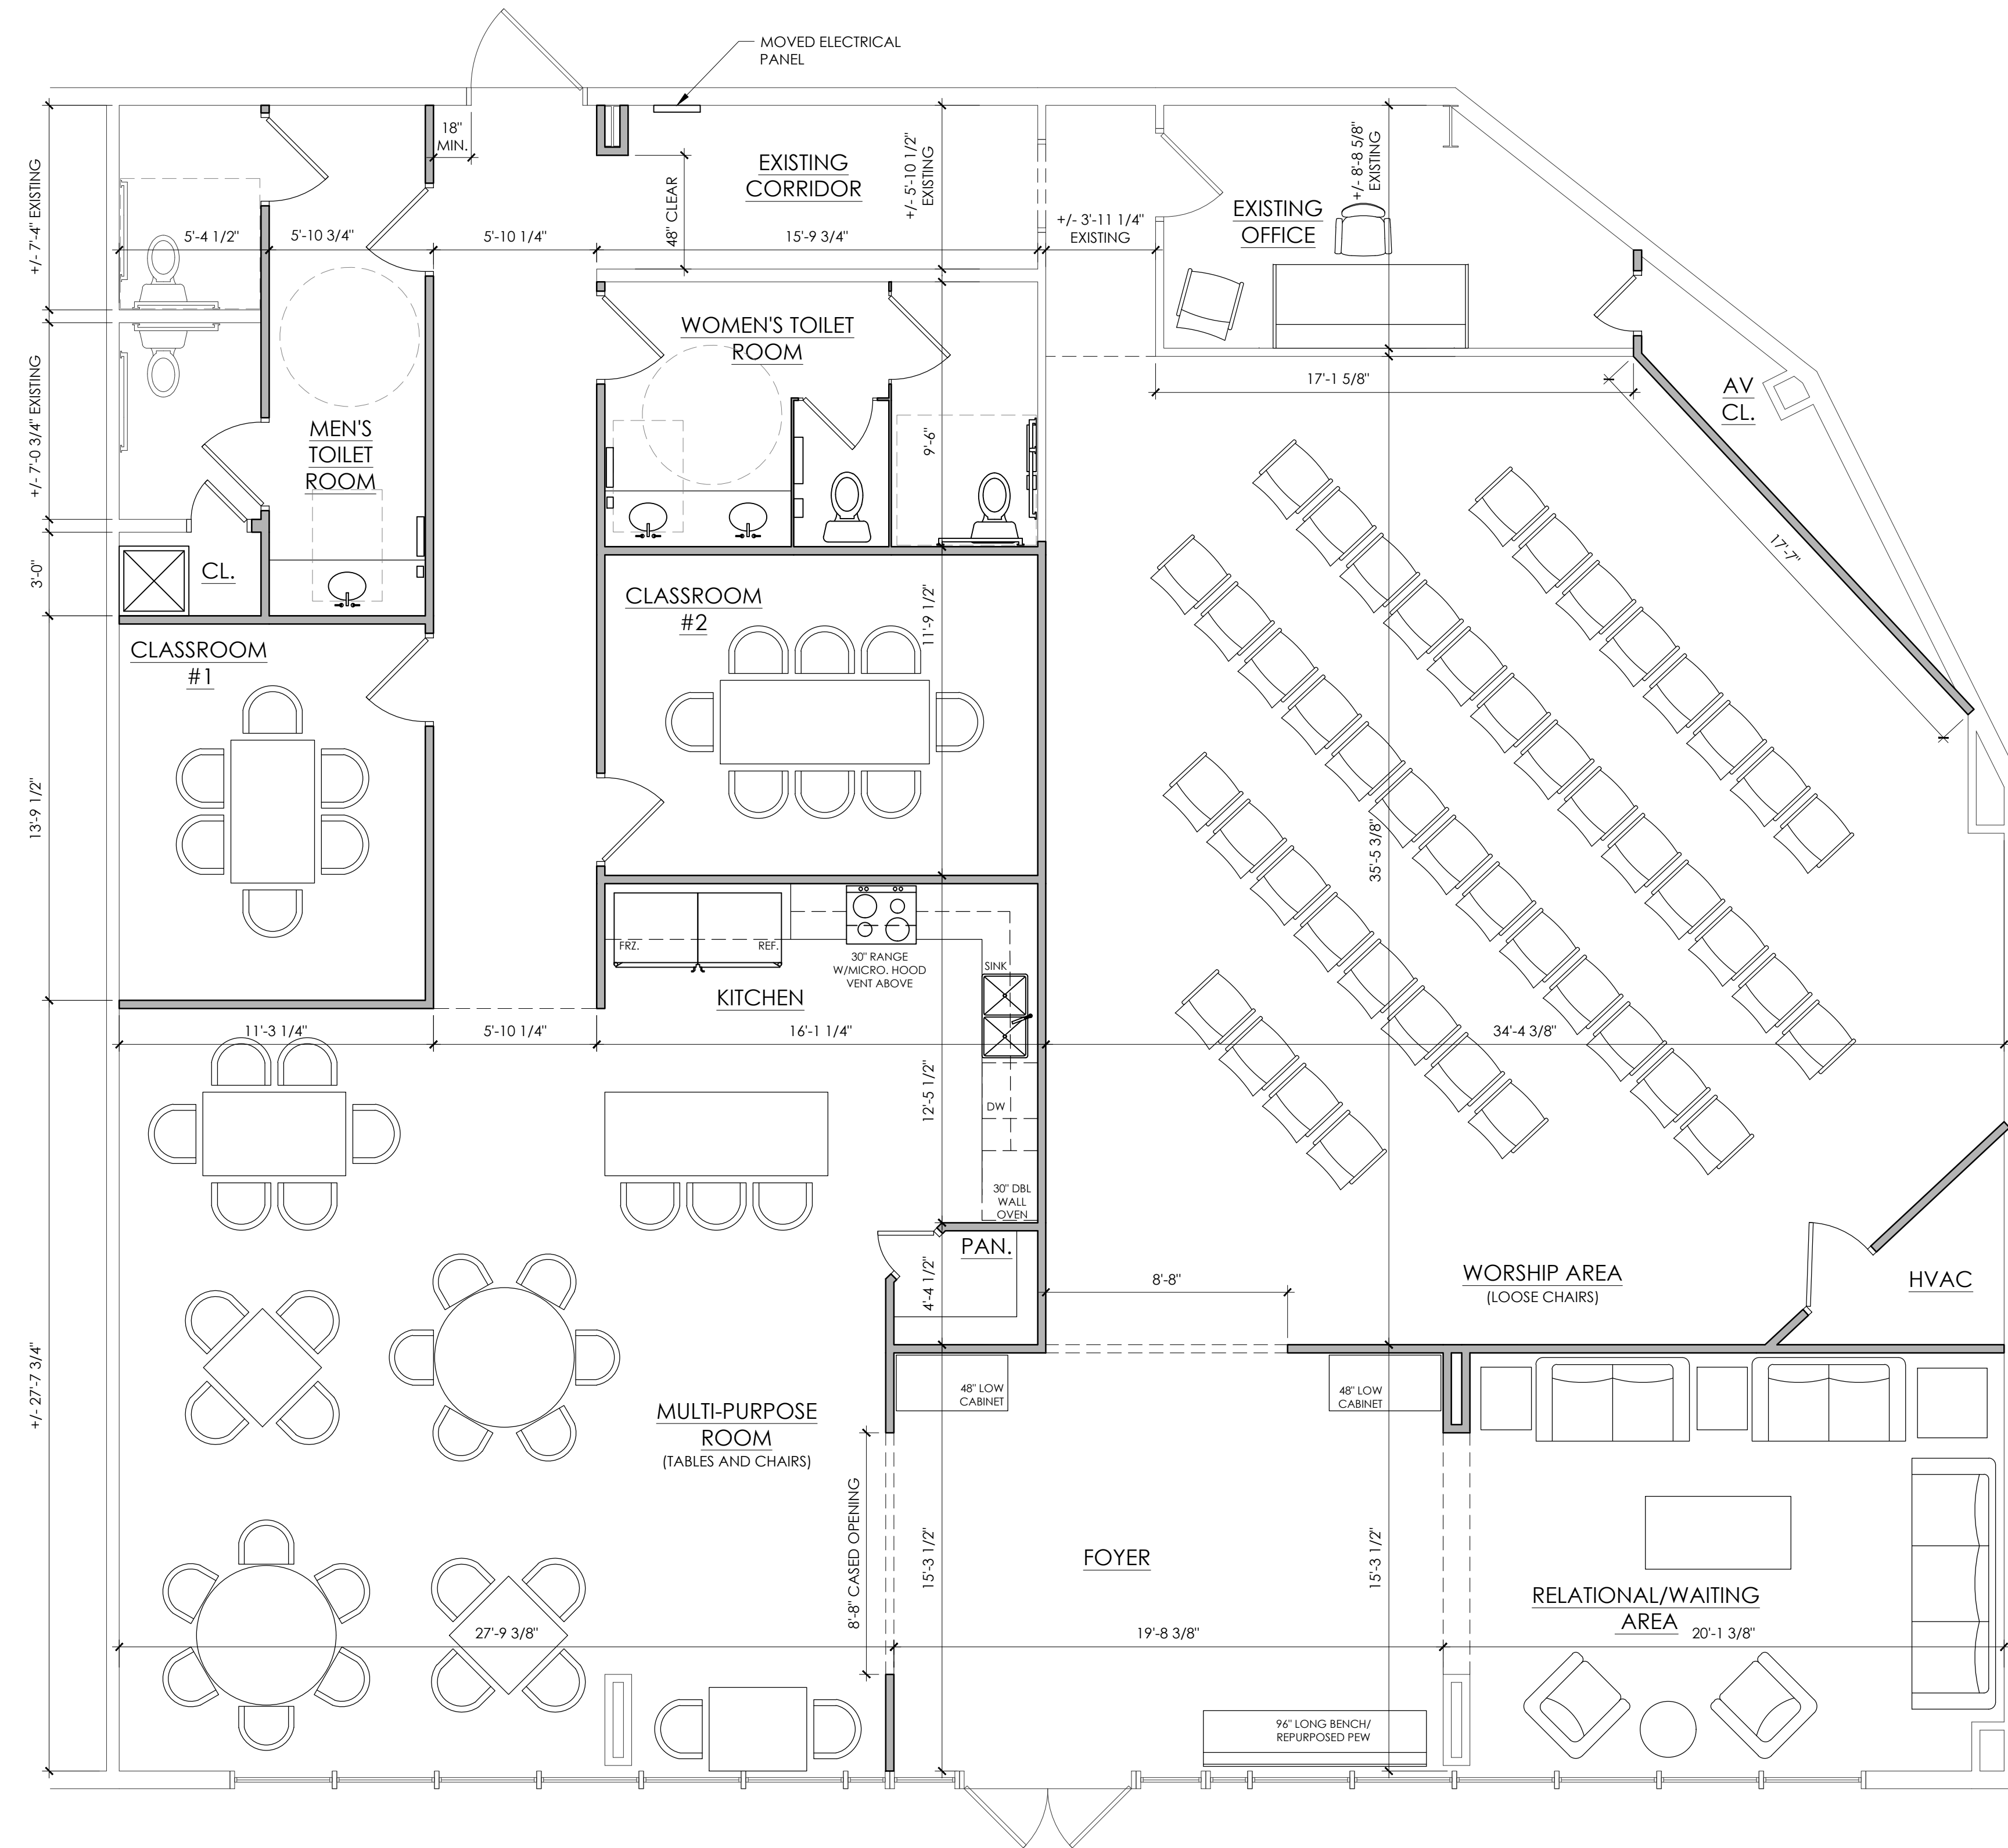 MOVED ELECTRICAL
PANEL
18"
MIN.
EXISTING
CORRIDOR
+/- 5'-10 1/2"
EXISTING
+/- 8'-8 5/8"
EXISTING
+/- 7'-4" EXISTING
48" CLEAR
EXISTING
OFFICE
+/- 3'-11 1/4"
EXISTING
5'-4 1/2"
5'-10 3/4"
5'-10 1/4"
15'-9 3/4"
WOMEN'S TOILET
ROOM
17'-1 5/8"
AV
CL.
+/- 7'-0 3/4" EXISTING
MEN'S
TOILET
ROOM
9'-6"
17'-7"
3'-0"
CL.
CLASSROOM
#2
11'-9 1/2"
CLASSROOM
#1
13'-9 1/2"
35'-5 3/8"
FRZ.
REF.
30" RANGE
W/MICRO. HOOD
VENT ABOVE
SINK
KITCHEN
11'-3 1/4"
5'-10 1/4"
16'-1 1/4"
34'-4 3/8"
12'-5 1/2"
DW
30" DBL
WALL
OVEN
PAN.
4'-4 1/2"
8'-8"
WORSHIP AREA
(LOOSE CHAIRS)
HVAC
+/- 27'-7 3/4"
48" LOW
CABINET
48" LOW
CABINET
MULTI-PURPOSE
ROOM
(TABLES AND CHAIRS)
8'-8" CASED OPENING
15'-3 1/2"
FOYER
15'-3 1/2"
RELATIONAL/WAITING
AREA
27'-9 3/8"
19'-8 3/8"
20'-1 3/8"
96" LONG BENCH/
REPURPOSED PEW